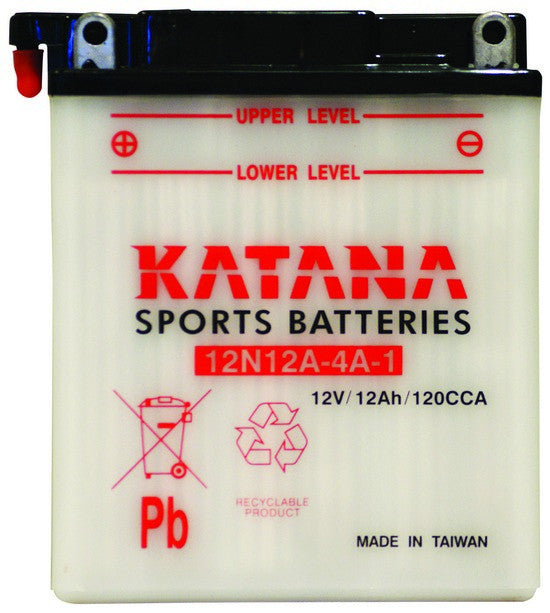 UPPER LEVEL
LOWER LEVEL
KATANA
SPORTS BATTERIES
12N12A-4A-1
12V/12Ah/120CCA
Pb
RECYCLABLE
PRODUCT
MADE IN TAIWAN